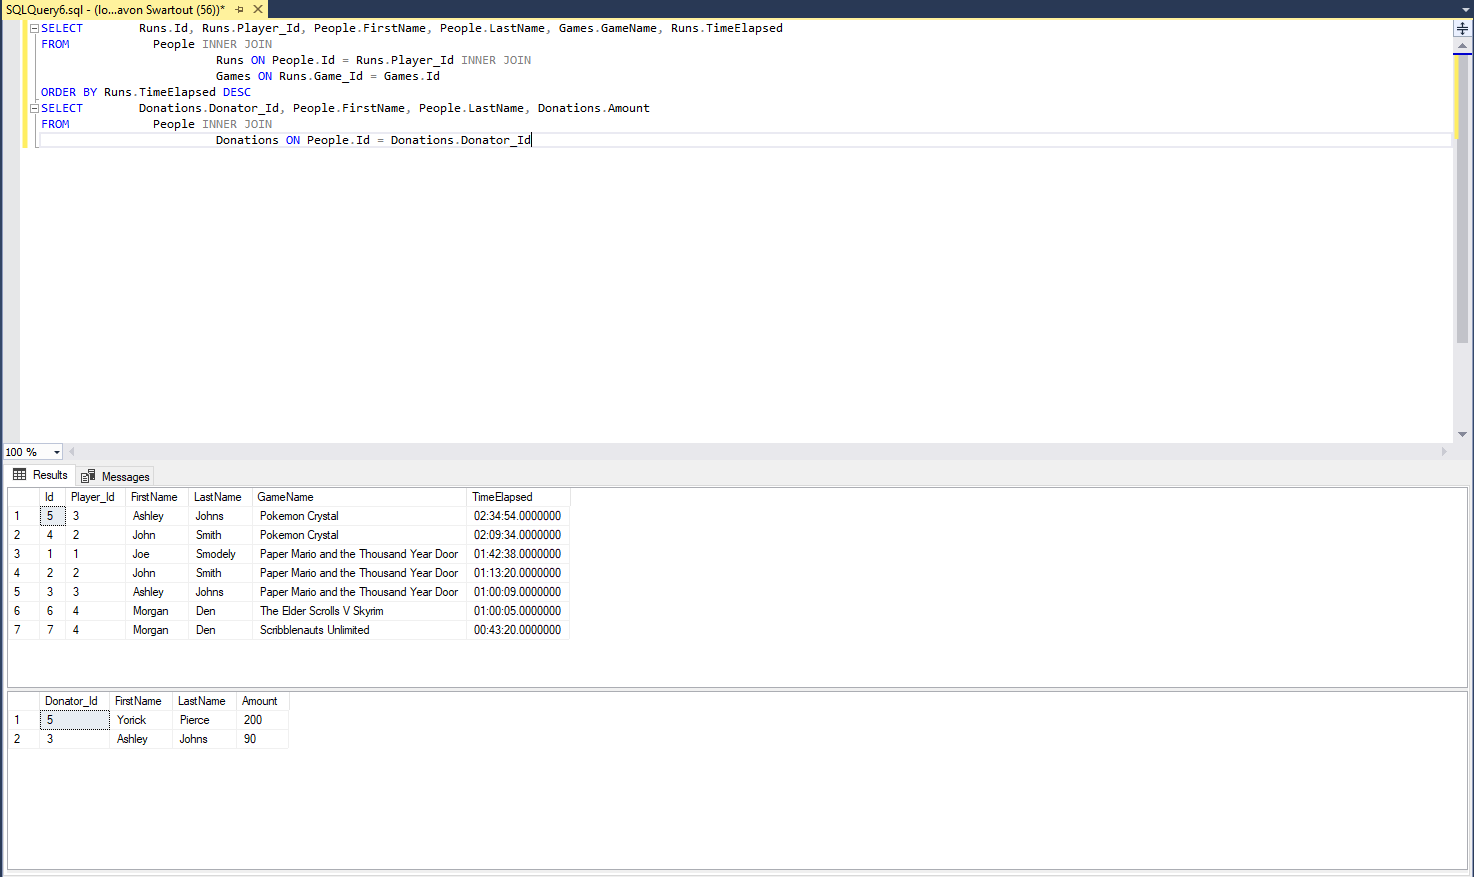 SQLQuery6.sql - (lo...avon Swartout (56))*
SELECT Runs.Id, Runs.Player_Id, People.FirstName, People.LastName, Games.GameName, Runs.TimeElapsed
FROM People INNER JOIN
Runs ON People.Id = Runs.Player_Id INNER JOIN
Games ON Runs.Game_Id = Games.Id
ORDER BY Runs.TimeElapsed DESC
SELECT Donations.Donator_Id, People.FirstName, People.LastName, Donations.Amount
FROM People INNER JOIN
Donations ON People.Id = Donations.Donator_Id
100 %
Results Messages
Id Player_Id FirstName LastName GameName TimeElapsed
1 5 3 Ashley Johns Pokemon Crystal 02:34:54.0000000
2 4 2 John Smith Pokemon Crystal 02:09:34.0000000
3 1 1 Joe Smodely Paper Mario and the Thousand Year Door 01:42:38.0000000
4 2 2 John Smith Paper Mario and the Thousand Year Door 01:13:20.0000000
5 3 3 Ashley Johns Paper Mario and the Thousand Year Door 01:00:09.0000000
6 6 4 Morgan Den The Elder Scrolls V Skyrim 01:00:05.0000000
7 7 4 Morgan Den Scribblenauts Unlimited 00:43:20.0000000
Donator_Id FirstName LastName Amount
1 5 Yorick Pierce 200
2 3 Ashley Johns 90